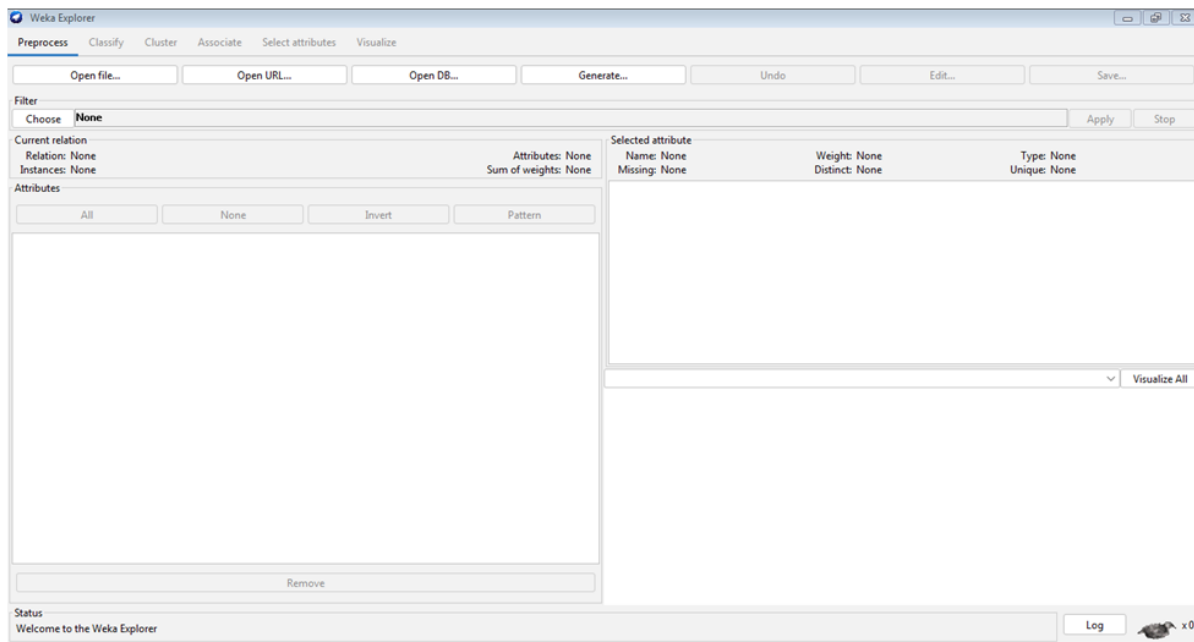 Weka Explorer
Preprocess Classify Cluster Associate Select attributes Visualize
Open file... Open URL... Open DB... Generate... Undo Edit... Save...
Filter
Choose None Apply Stop
Current relation
Relation: None Attributes: None
Instances: None Sum of weights: None
Attributes
All None Invert Pattern
Remove
Selected attribute
Name: None Weight: None Type: None
Missing: None Distinct: None Unique: None
Visualize All
Status
Welcome to the Weka Explorer
Log x 0